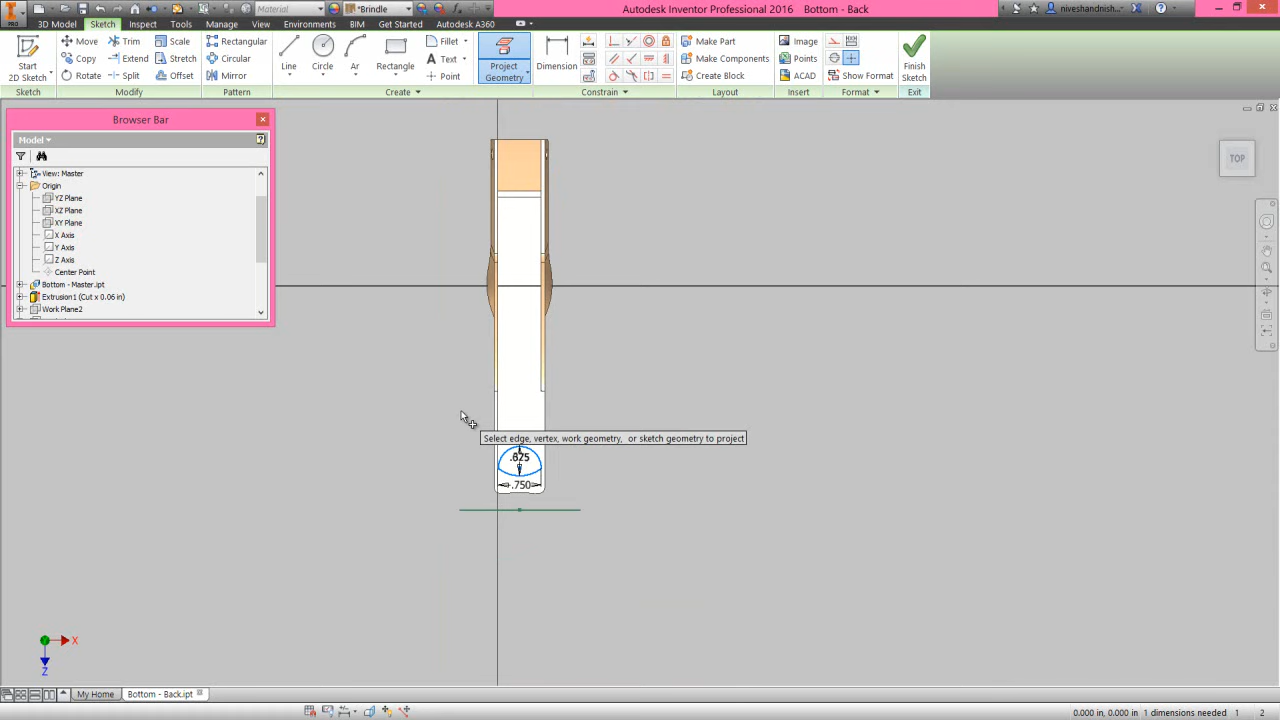 PRO
Material
*Brindle
Autodesk Inventor Professional 2016 Bottom - Back
niveshandnish...
3D Model
Sketch
Inspect
Tools
Manage
View
Environments
BIM
Get Started
Autodesk A360
Start
2D Sketch
Sketch
Move
Trim
Scale
Copy
Extend
Stretch
Rotate
Split
Offset
Modify
Rectangular
Circular
Mirror
Pattern
Line
Circle
Arc
Rectangle
Fillet
Text
Point
Create
Project
Geometry
Dimension
Constrain
Make Part
Make Components
Create Block
Layout
Image
Points
ACAD
Insert
Show Format
Format
Finish
Sketch
Exit
Browser Bar
Model
View: Master
Origin
YZ Plane
XZ Plane
XY Plane
X Axis
Y Axis
Z Axis
Center Point
Bottom - Master.ipt
Extrusion1 (Cut x 0.06 in)
Work Plane2
TOP
Select edge, vertex, work geometry, or sketch geometry to project
.750
X
Z
My Home
Bottom - Back.ipt
0.000 in, 0.000 in 1 dimensions needed 1 2